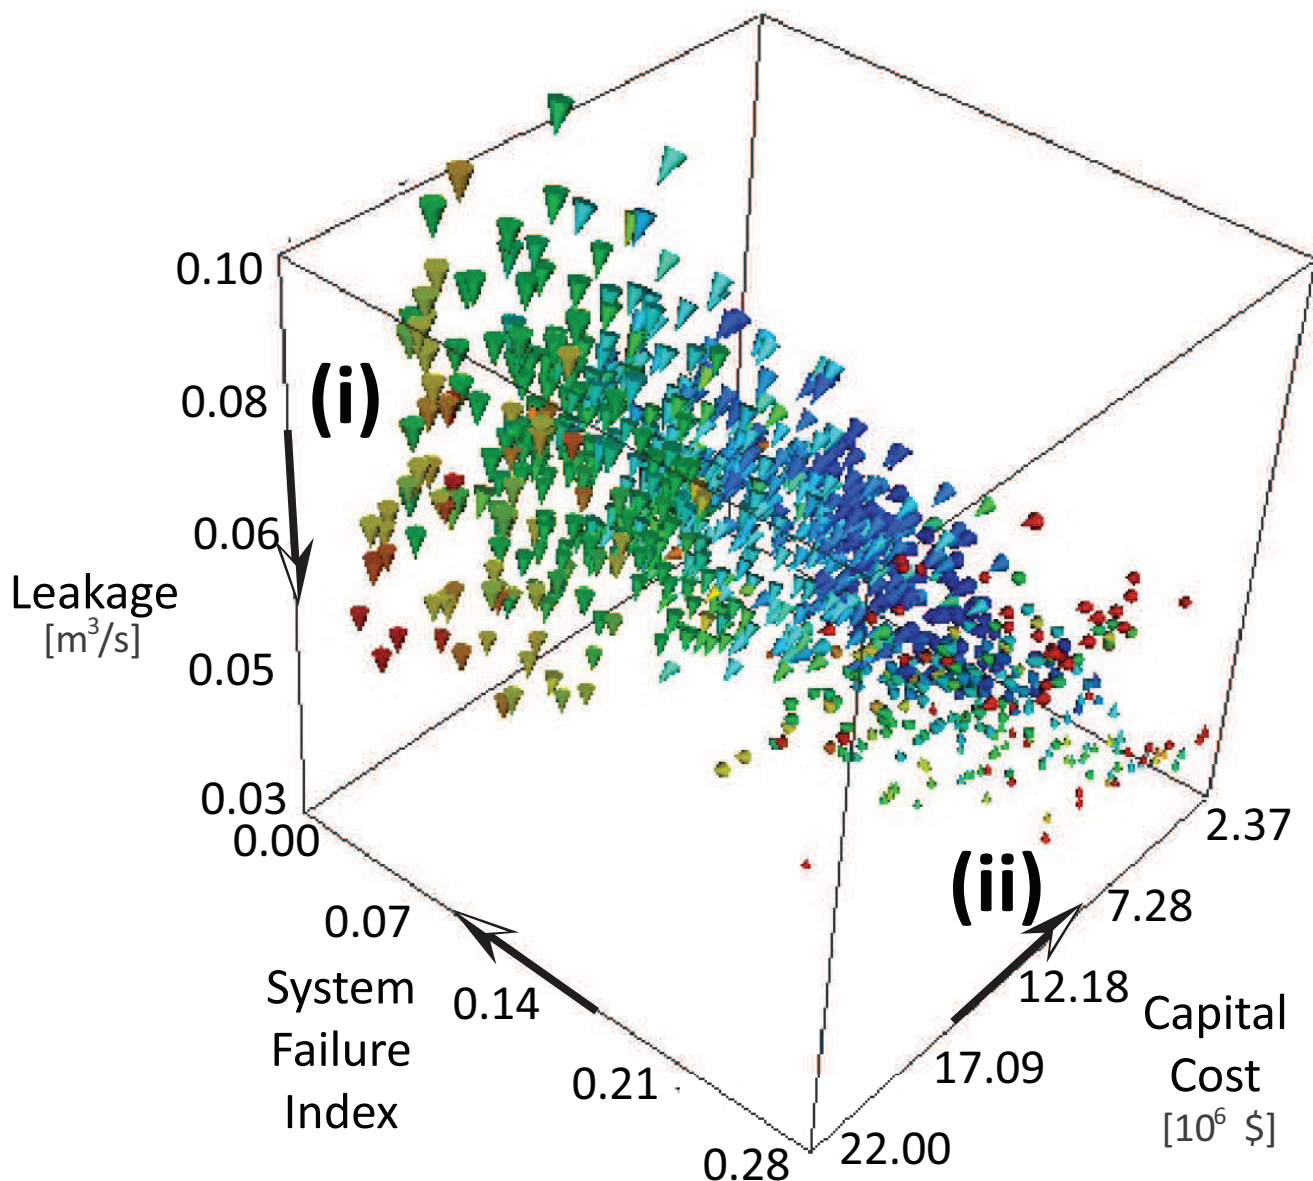 0.10
(i)
0.08
0.06
Leakage
[m³/s]
0.05
0.03
0.00
2.37
(ii)
7.28
0.07
System
Failure
Index
0.14
12.18
Capital
Cost
[10⁶ $]
17.09
0.21
0.28
22.00